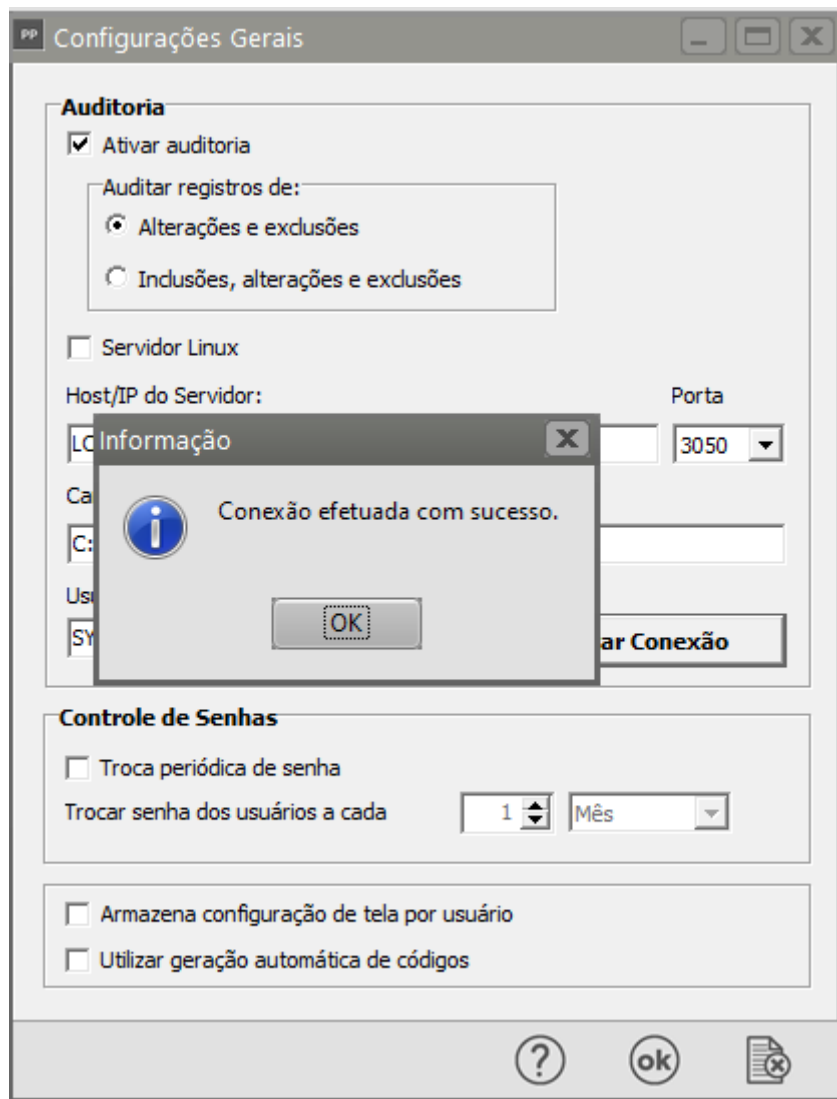 PP Configurações Gerais
Auditoria
Ativar auditoria
Auditar registros de:
Alterações e exclusões
Inclusões, alterações e exclusões
Servidor Linux
Host/IP do Servidor:
Porta
3050
Informação
Conexão efetuada com sucesso.
OK
C:
ar Conexão
Controle de Senhas
Troca periódica de senha
Trocar senha dos usuários a cada
1
Mês
Armazena configuração de tela por usuário
Utilizar geração automática de códigos
?
ok